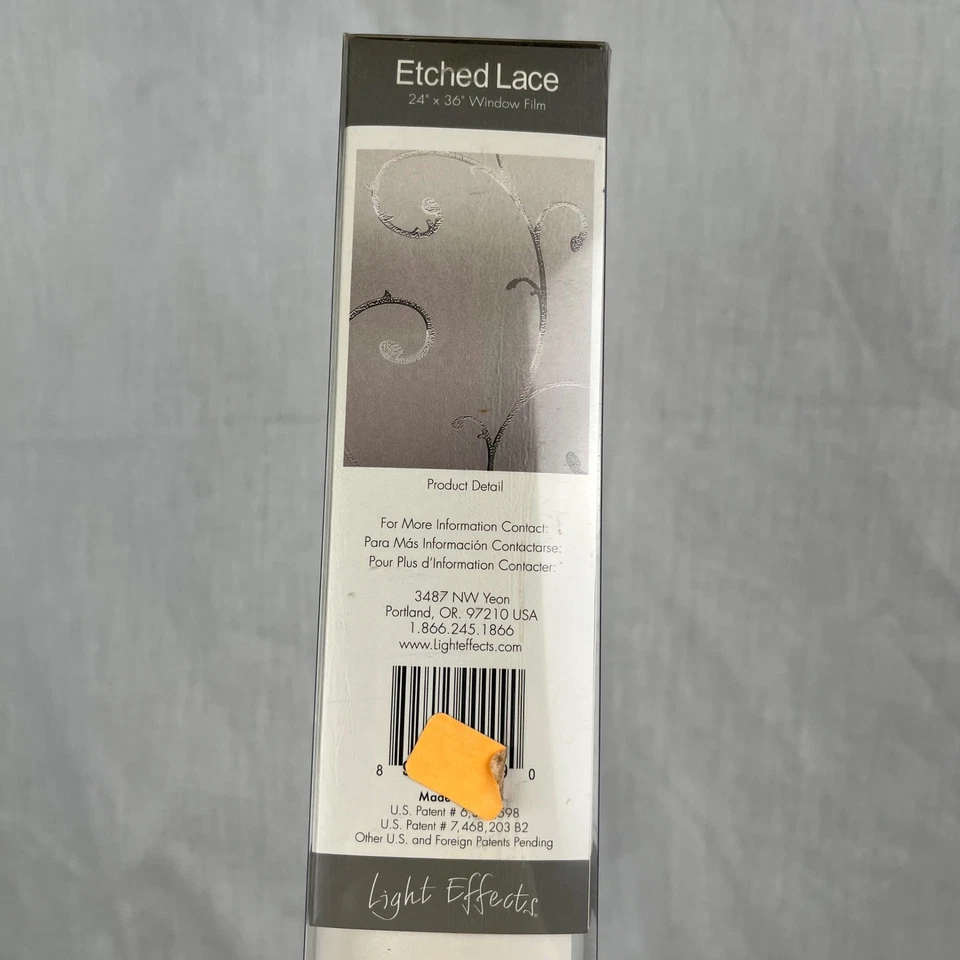 Etched Lace
24" x 36" Window Film
Product Detail
For More Information Contact:
Para Más Información Contactarse:
Pour Plus d'Information Contacter:
3487 NW Yeon
Portland, OR. 97210 USA
1.866.245.1866
www.Lighteffects.com
8 0
U.S. Patent #
U.S. Patent # 7,468,203 B2
Other U.S. and Foreign Patents Pending
Light Effects